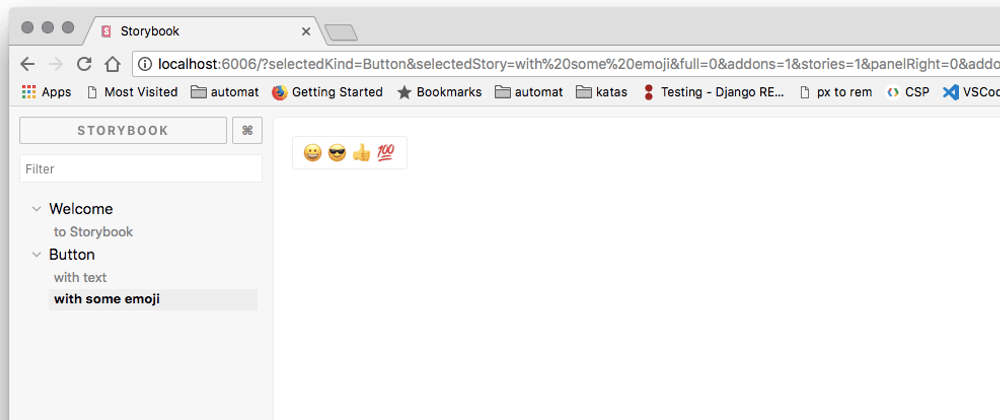 Storybook
localhost:6006/?selectedKind=Button&selectedStory=with%20some%20emoji&full=0&addons=1&stories=1&panelRight=0&addo
Apps Most Visited automat Getting Started Bookmarks automat katas Testing - Django RE... px to rem CSP VSCod
STORYBOOK ⌘
Filter
😀 😎 👍 💯
Welcome
to Storybook
Button
with text
with some emoji